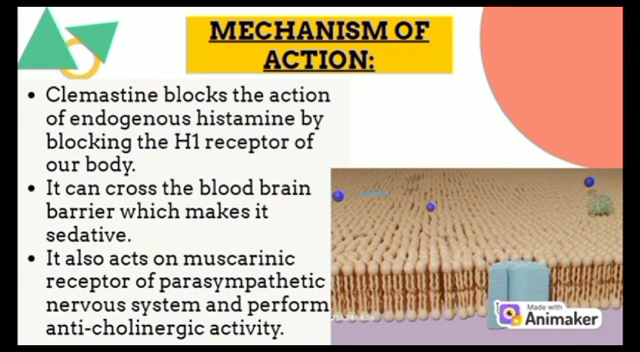 MECHANISM OF
ACTION:
• Clemastine blocks the action
of endogenous histamine by
blocking the H1 receptor of
our body.
• It can cross the blood brain
barrier which makes it
sedative.
• It also acts on muscarinic
receptor of parasympathetic
nervous system and perform
anti-cholinergic activity.
Made with
Animaker